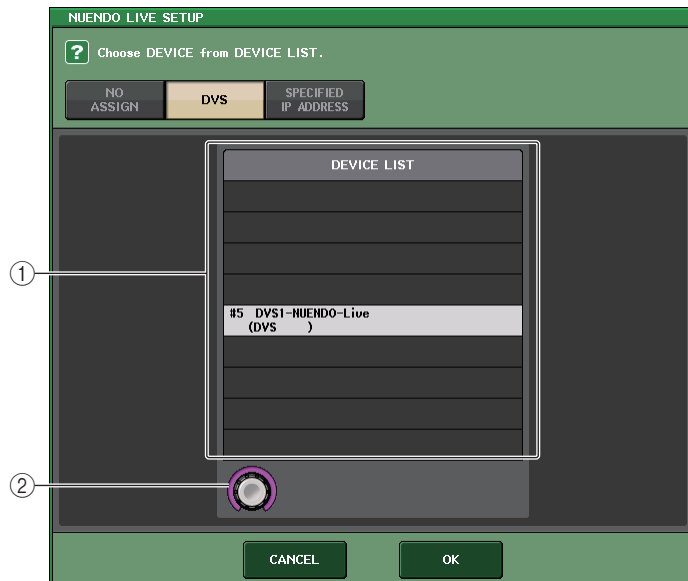 NUENDO LIVE SETUP
? Choose DEVICE from DEVICE LIST.
NO
ASSIGN
DVS
SPECIFIED
IP ADDRESS
DEVICE LIST
1
#5 DVS1-NUENDO-Live
(DVS )
2
CANCEL
OK